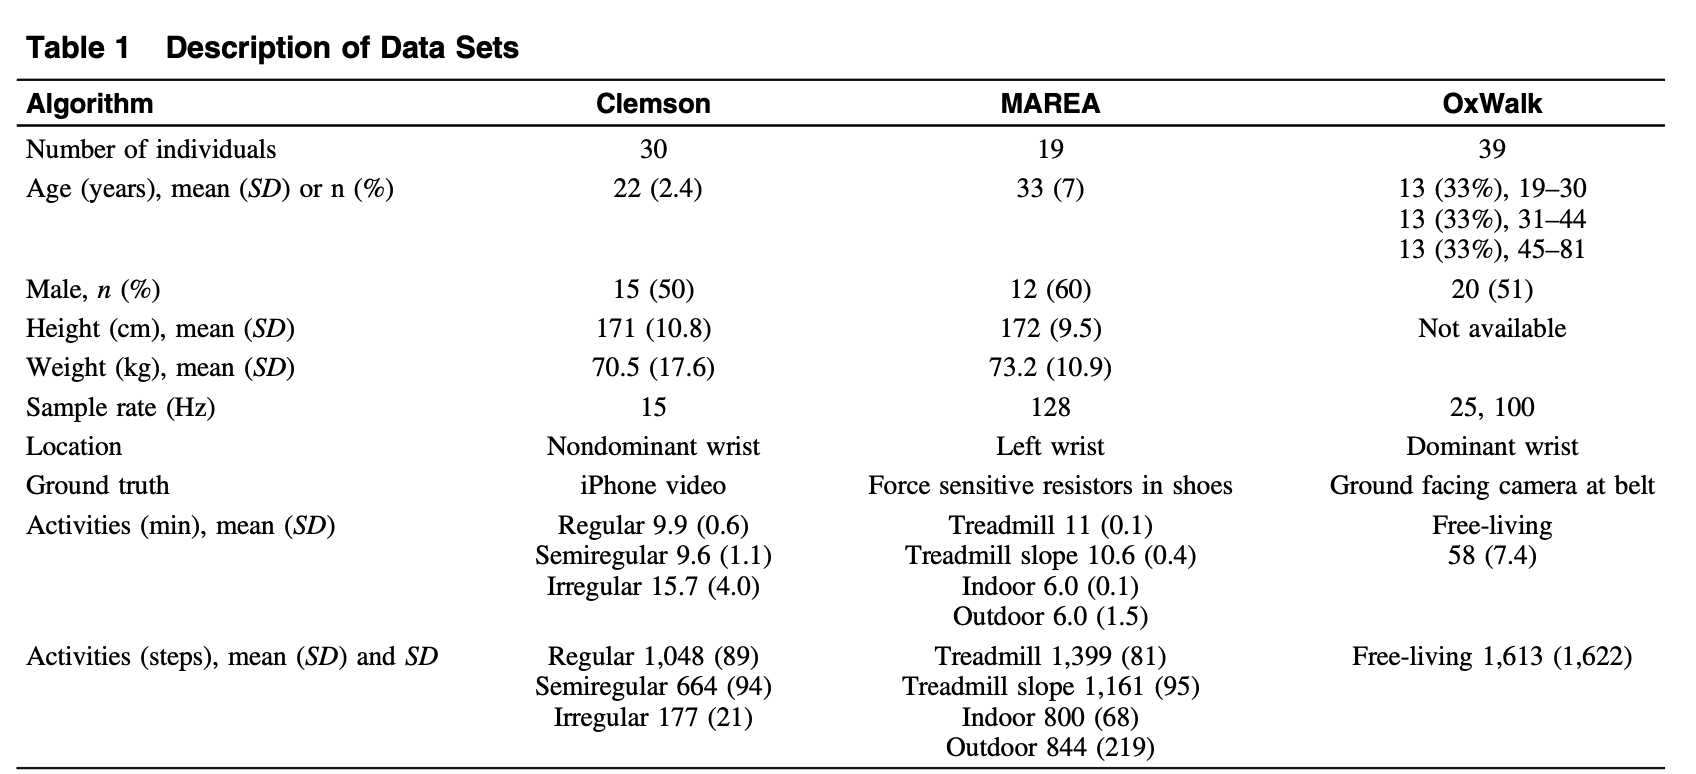 Table 1 Description of Data Sets
Algorithm Clemson MAREA OxWalk
Number of individuals 30 19 39
Age (years), mean (SD) or n (%) 22 (2.4) 33 (7) 13 (33%), 19–30
13 (33%), 31–44
13 (33%), 45–81
Male, n (%) 15 (50) 12 (60) 20 (51)
Height (cm), mean (SD) 171 (10.8) 172 (9.5) Not available
Weight (kg), mean (SD) 70.5 (17.6) 73.2 (10.9)
Sample rate (Hz) 15 128 25, 100
Location Nondominant wrist Left wrist Dominant wrist
Ground truth iPhone video Force sensitive resistors in shoes Ground facing camera at belt
Activities (min), mean (SD) Regular 9.9 (0.6) Treadmill 11 (0.1) Free-living
Semiregular 9.6 (1.1) Treadmill slope 10.6 (0.4) 58 (7.4)
Irregular 15.7 (4.0) Indoor 6.0 (0.1)
Outdoor 6.0 (1.5)
Activities (steps), mean (SD) and SD Regular 1,048 (89) Treadmill 1,399 (81) Free-living 1,613 (1,622)
Semiregular 664 (94) Treadmill slope 1,161 (95)
Irregular 177 (21) Indoor 800 (68)
Outdoor 844 (219)